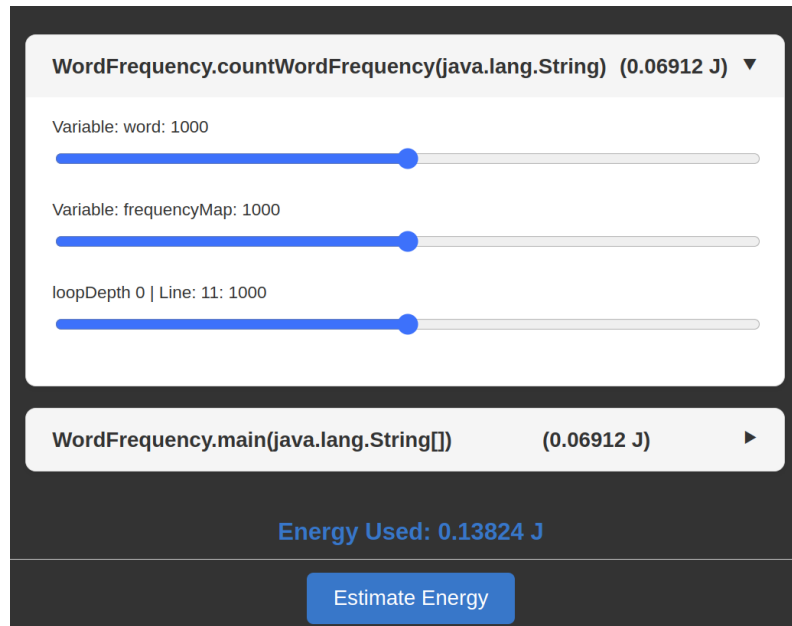 WordFrequency.countWordFrequency(java.lang.String) (0.06912 J) ▼
Variable: word: 1000
Variable: frequencyMap: 1000
loopDepth 0 | Line: 11: 1000
WordFrequency.main(java.lang.String[]) (0.06912 J) ▶
Energy Used: 0.13824 J
Estimate Energy